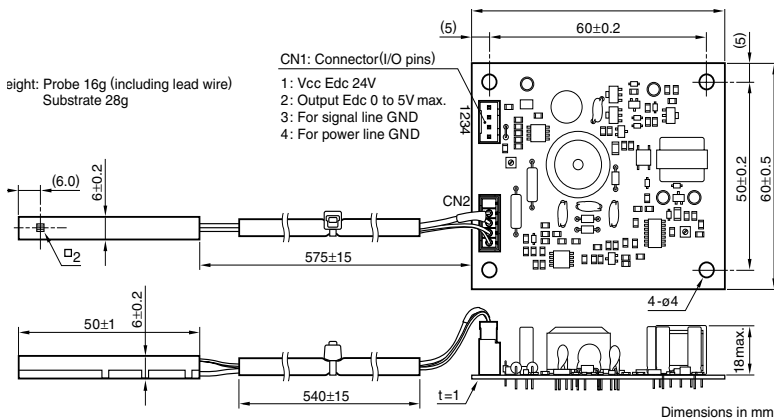 (5)
60±0.2
(5)
CN1: Connector(I/O pins)
eight: Probe 16g (including lead wire)
Substrate 28g
1: Vcc Edc 24V
2: Output Edc 0 to 5V max.
3: For signal line GND
4: For power line GND
1234
(6.0)
6±0.2
CN2
50±0.2
60±0.5
□2
575±15
4-ø4
50±1
6±0.2
18max.
540±15
t=1
Dimensions in mm